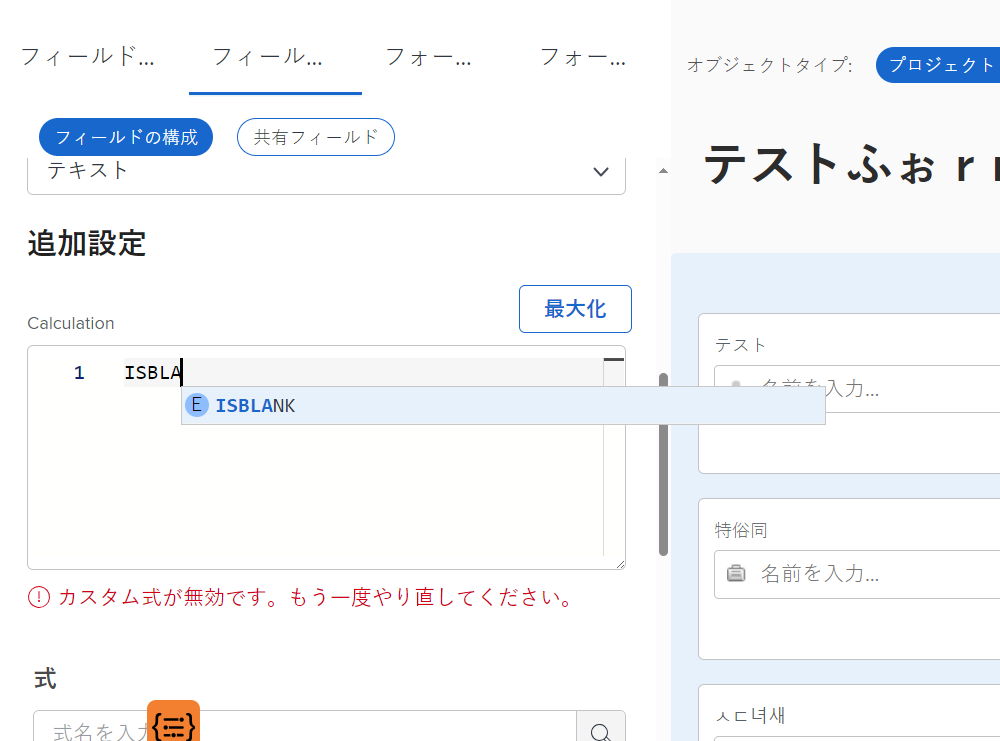 フィールド...
フィール...
フォー...
フォー...
フィールドの構成
共有フィールド
テキスト
追加設定
最大化
Calculation
1 ISBLA
E ISBLANK
カスタム式が無効です。もう一度やり直してください。
式
式名を入力
オブジェクトタイプ:
プロジェクト
テストふぉｒｍ
テスト
名前を入力...
特俗同
名前を入力...
ㅅㄷ녀새